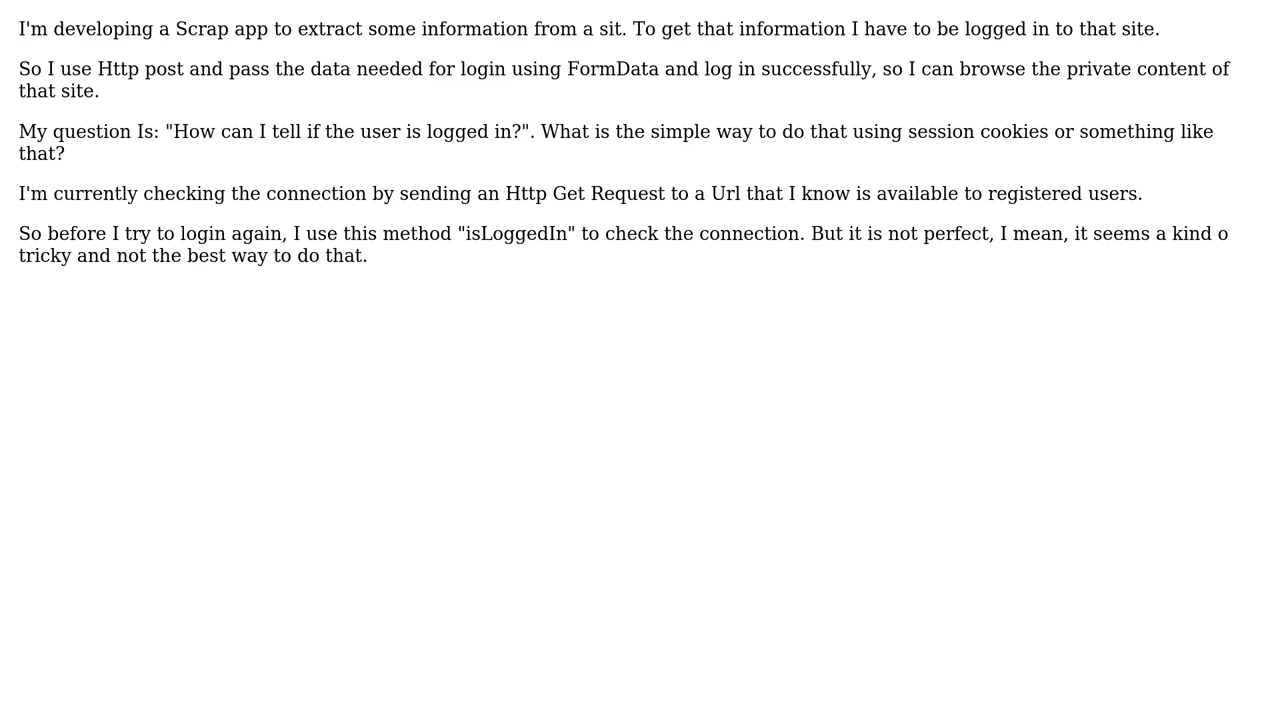 I'm developing a Scrap app to extract some information from a sit. To get that information I have to be logged in to that site.
So I use Http post and pass the data needed for login using FormData and log in successfully, so I can browse the private content of
that site.
My question Is: "How can I tell if the user is logged in?". What is the simple way to do that using session cookies or something like
that?
I'm currently checking the connection by sending an Http Get Request to a Url that I know is available to registered users.
So before I try to login again, I use this method "isLoggedIn" to check the connection. But it is not perfect, I mean, it seems a kind o
tricky and not the best way to do that.